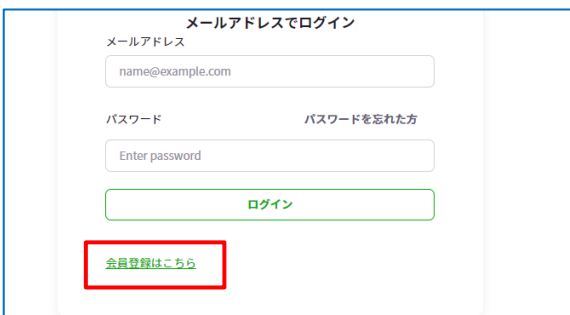 メールアドレスでログイン
メールアドレス
name@example.com
パスワード パスワードを忘れた方
Enter password
ログイン
会員登録はこちら